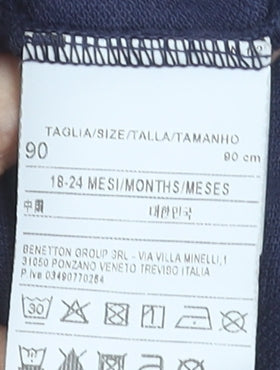 TAGLIA/SIZE/TALLA/TAMANHO
90 90 cm
18-24 MESI/MONTHS/MESES
中国 대한민국
BENETTON GROUP SRL - VIA VILLA MINELLI,1
31050 PONZANO VENETO TREVISO ITALIA
P.Iva 03490770264
30